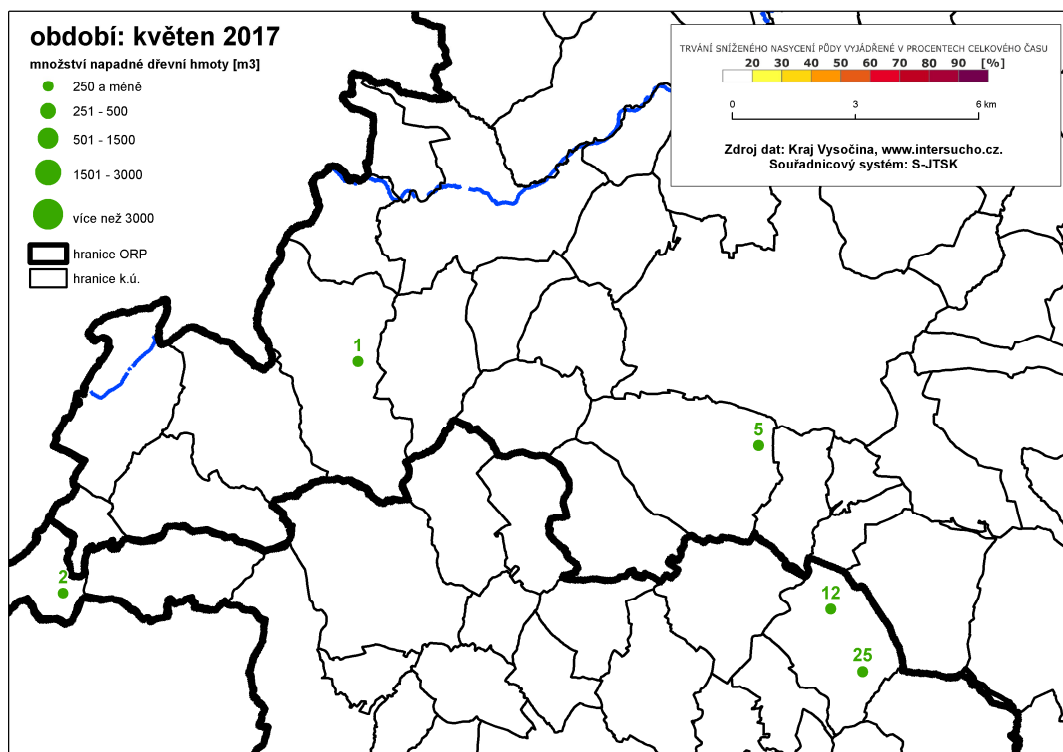 období: květen 2017
množství napadné dřevní hmoty [m3]
250 a méně
251 - 500
501 - 1500
1501 - 3000
více než 3000
hranicc ORP
hranice k.ú.
TRVÁNÍ SNÍŽENÉHO NASYCENÍ PŮDY VYJÁDŘENÉ V PROCENTECH CELKOVÉHO ČASU
20 30 40 50 60 70 80 90 [%]
0 3 6 km
Zdroj dat: Kraj Vysočina, www.intersucho.cz.
Souřadnicový systém: S-JTSK
1
5
2
12
25